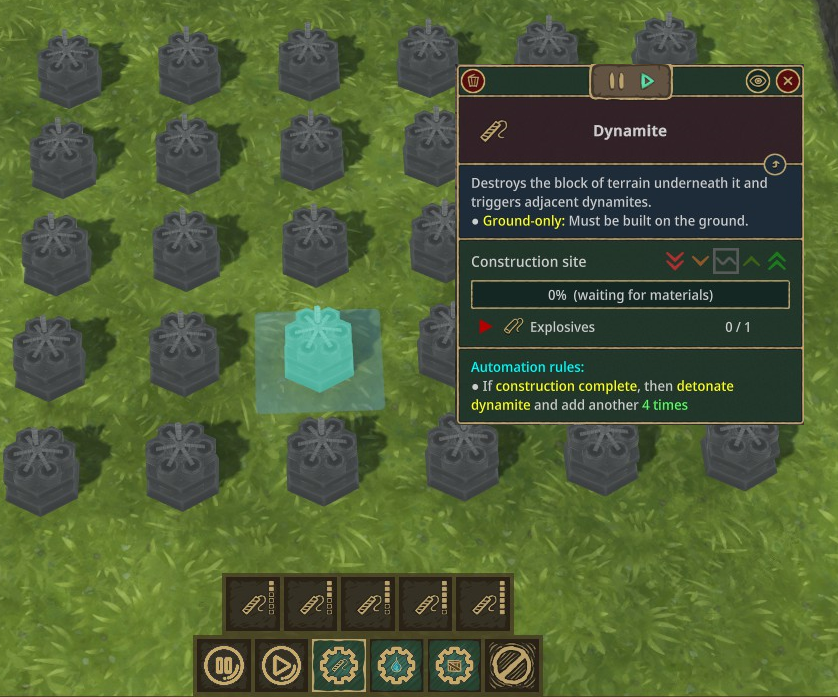 Dynamite
Destroys the block of terrain underneath it and
triggers adjacent dynamites.
● Ground-only: Must be built on the ground.
Construction site
0% (waiting for materials)
Explosives 0 / 1
Automation rules:
● If construction complete, then detonate
dynamite and add another 4 times